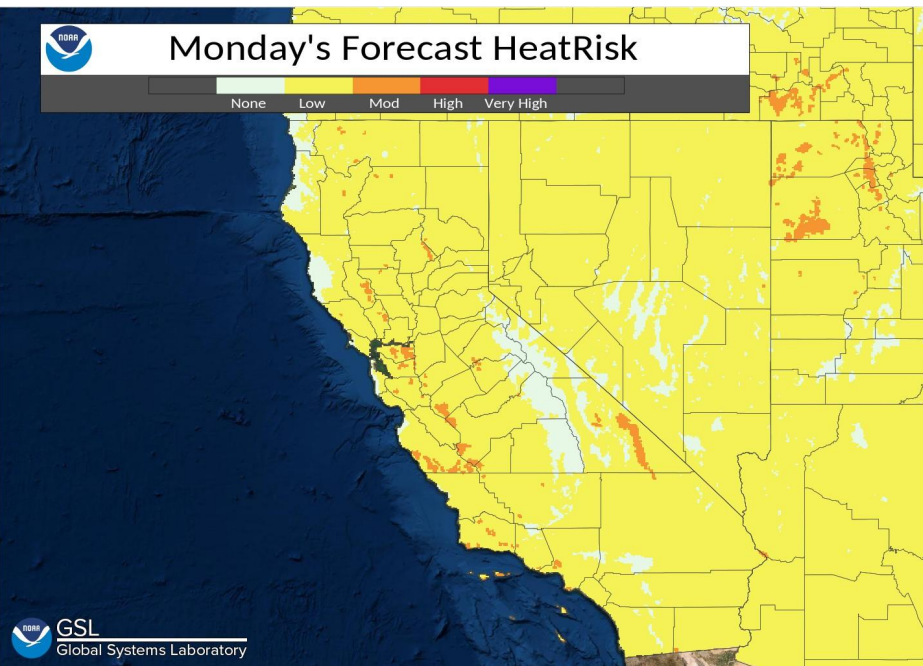 NOAA
Monday's Forecast HeatRisk
None Low Mod High Very High
NOAA
GSL
Global Systems Laboratory